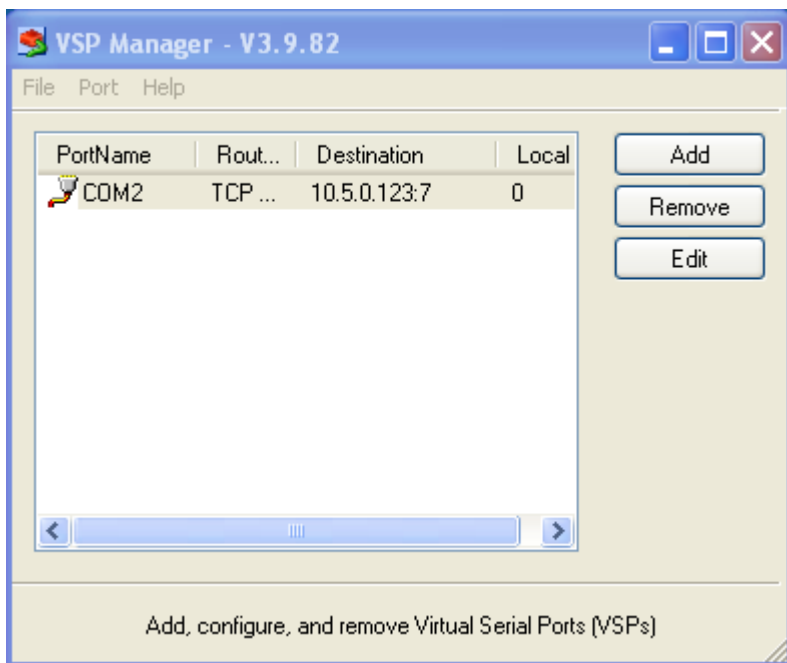 VSP Manager - V3.9.82
File Port Help
PortName Rout... Destination Local
COM2 TCP ... 10.5.0.123:7 0
Add
Remove
Edit
Add, configure, and remove Virtual Serial Ports (VSPs)